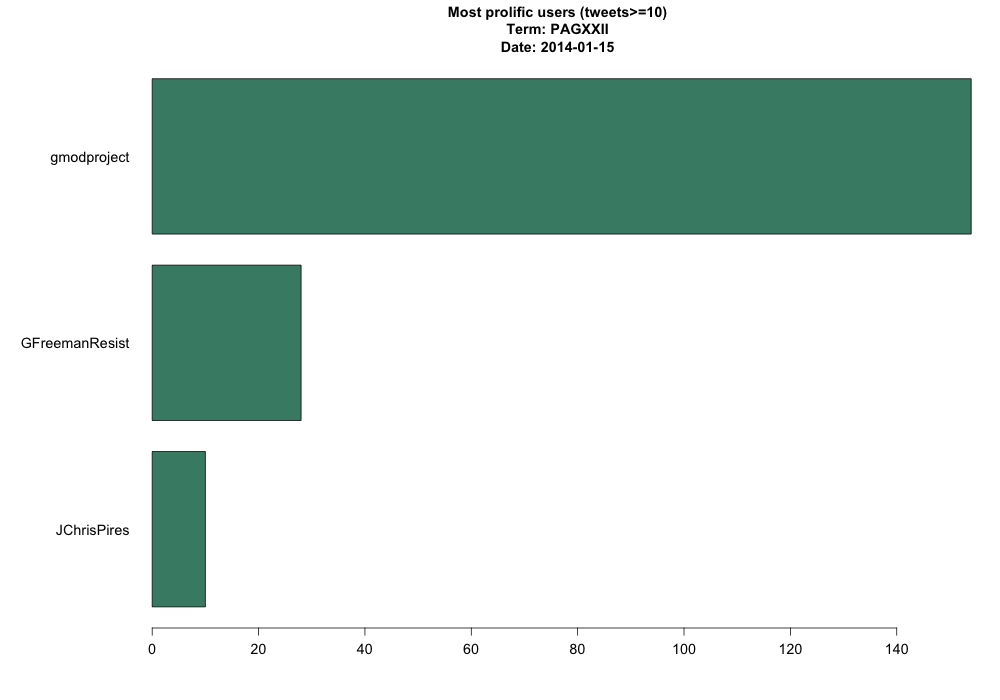 Most prolific users (tweets>=10)
Term: PAGXXII
Date: 2014-01-15
gmodproject
GFreemanResist
JChrisPires
0 20 40 60 80 100 120 140